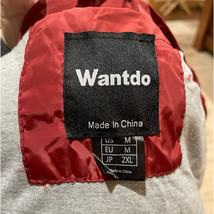 Wantdo
Made In China
US M
EU M
JP 2XL
Made in China